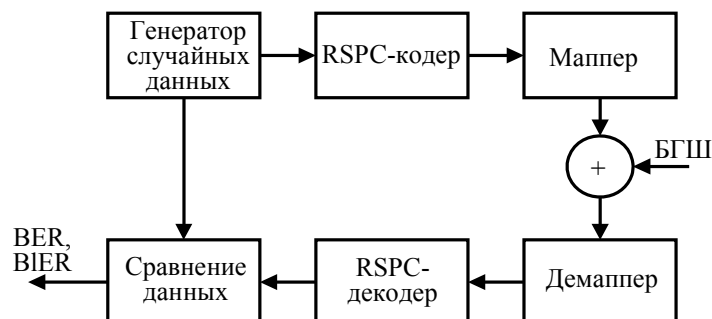 Генератор
случайных
данных
RSPC-кодер
Маппер
+
БГШ
BER,
BlER
Сравнение
данных
RSPC-
декодер
Демаппер